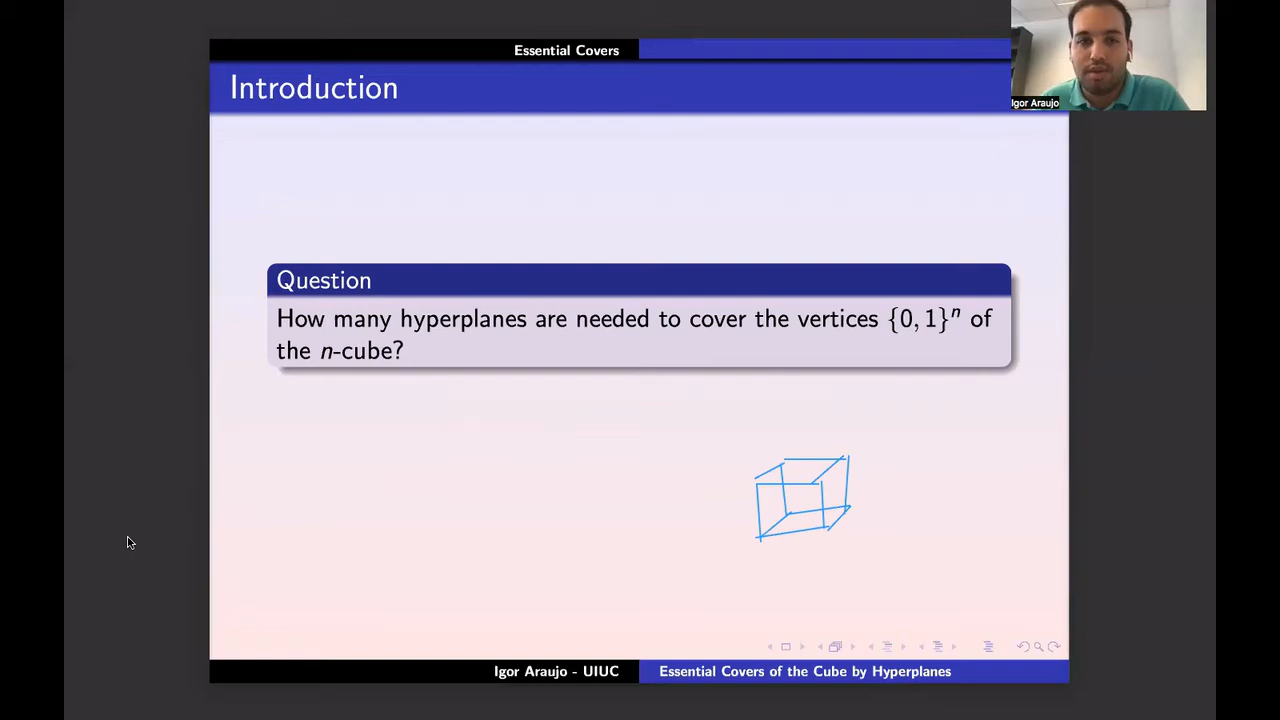 Essential Covers
Introduction
Igor Araujo
Question
How many hyperplanes are needed to cover the vertices {0, 1}ⁿ of
the n-cube?
Igor Araujo - UIUC
Essential Covers of the Cube by Hyperplanes